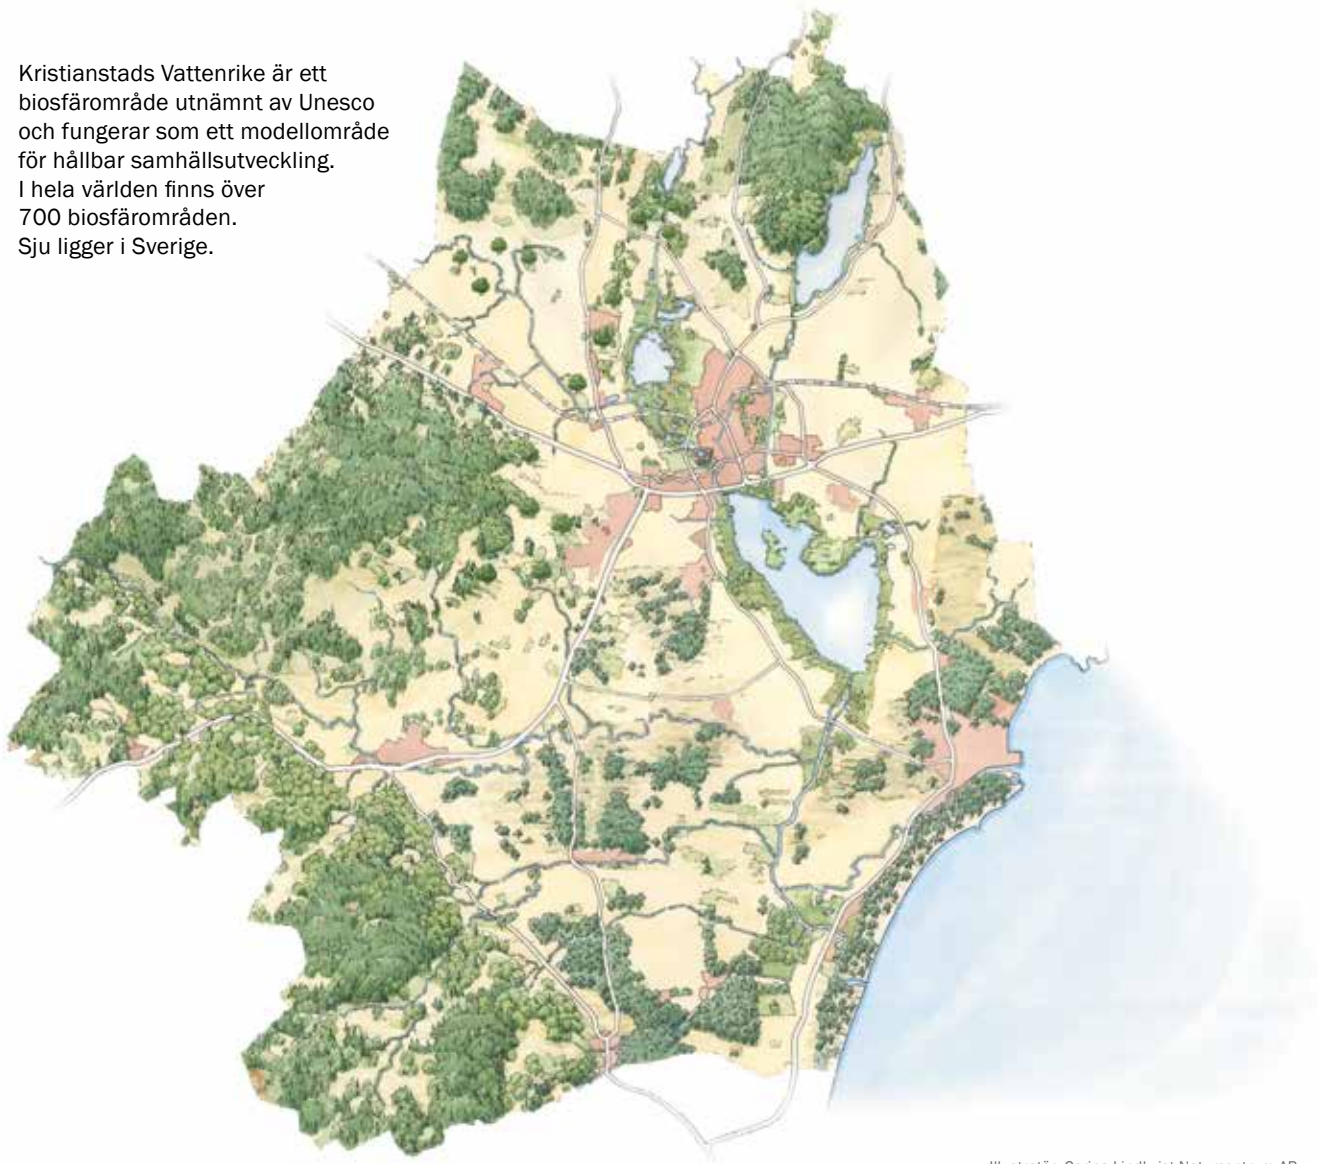 Kristianstads Vattenrike är ett
biosfärområde utnämnt av Unesco
och fungerar som ett modellområde
för hållbar samhällsutveckling.
I hela världen finns över
700 biosfärområden.
Sju ligger i Sverige.